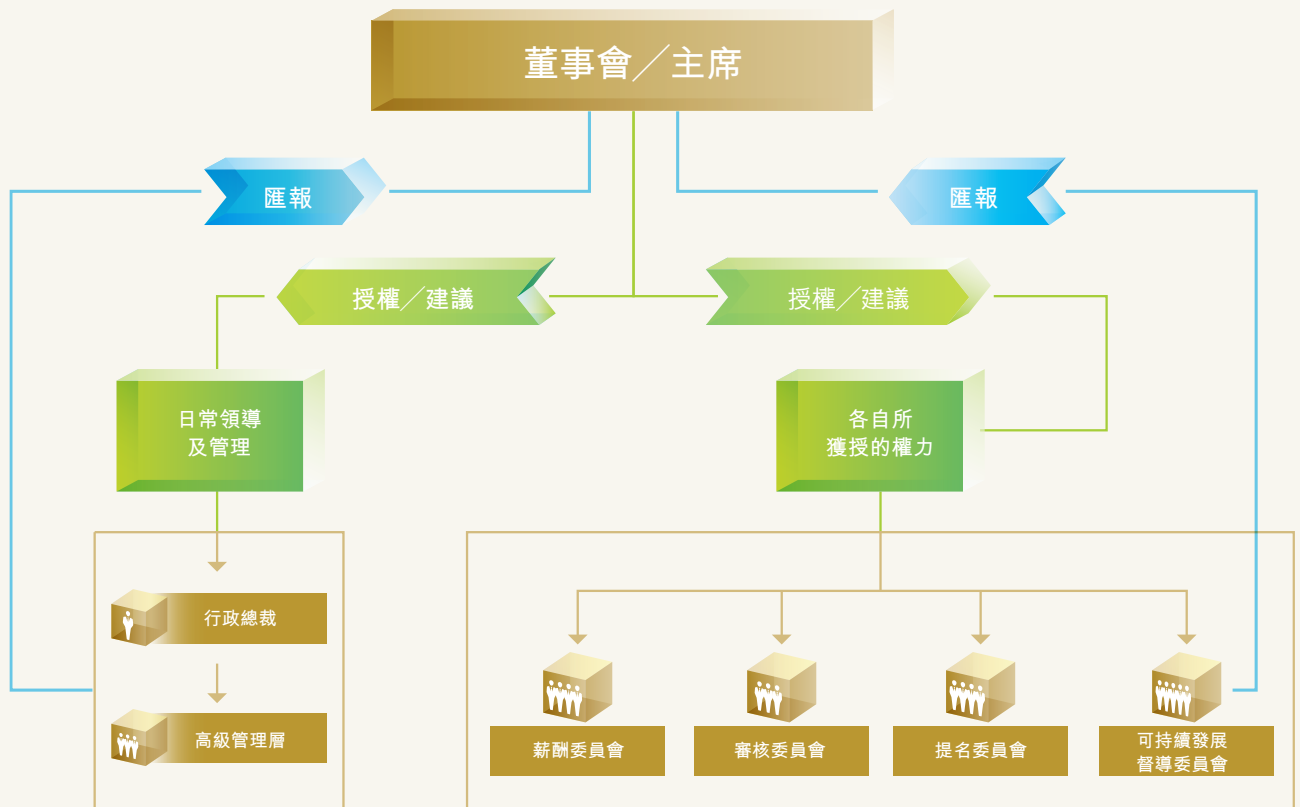 董事會／主席
匯報
匯報
授權／建議
授權／建議
日常領導
及管理
各自所
獲授的權力
行政總裁
高級管理層
薪酬委員會
審核委員會
提名委員會
可持續發展
督導委員會